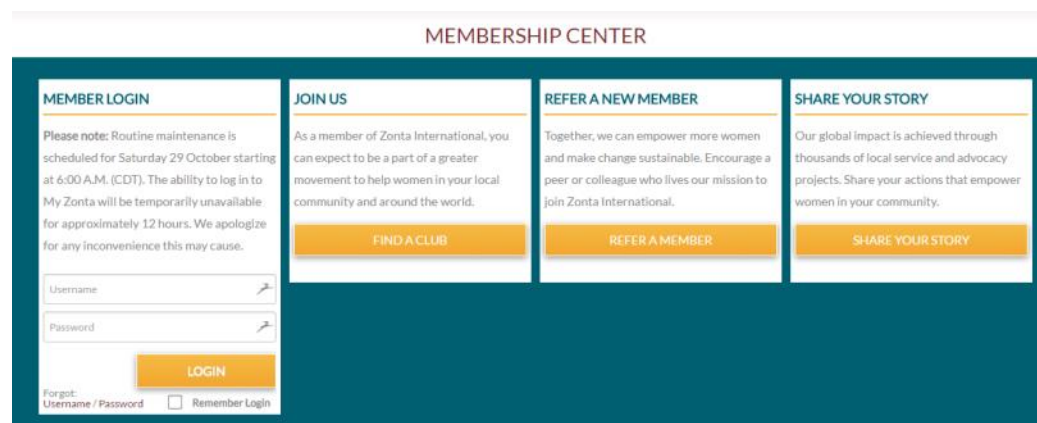 MEMBERSHIP CENTER
MEMBER LOGIN
Please note: Routine maintenance is
scheduled for Saturday 29 October starting
at 6:00 A.M. (CDT). The ability to log in to
My Zonta will be temporarily unavailable
for approximately 12 hours. We apologize
for any inconvenience this may cause.
Username
Password
LOGIN
Forgot:
Username / Password Remember Login
JOIN US
As a member of Zonta International, you
can expect to be a part of a greater
movement to help women in your local
community and around the world.
FIND A CLUB
REFER A NEW MEMBER
Together, we can empower more women
and make change sustainable. Encourage a
peer or colleague who lives our mission to
join Zonta International.
REFER A MEMBER
SHARE YOUR STORY
Our global impact is achieved through
thousands of local service and advocacy
projects. Share your actions that empower
women in your community.
SHARE YOUR STORY